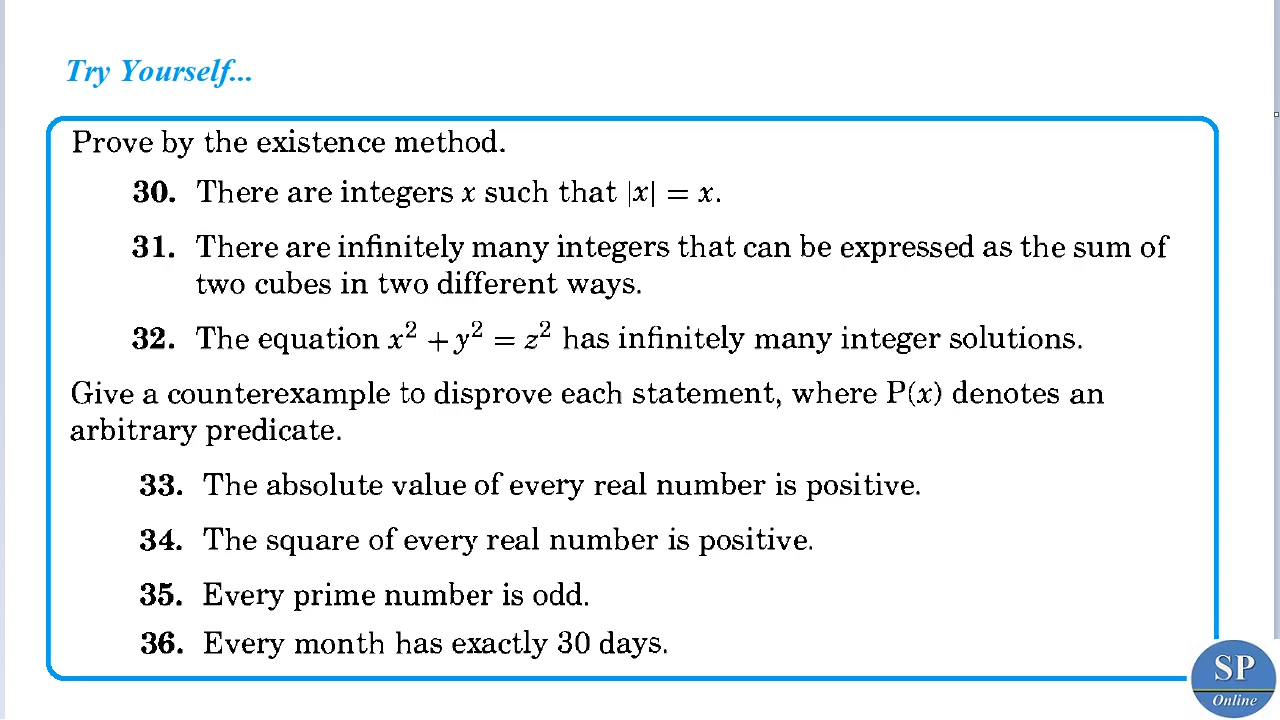 Try Yourself...
Prove by the existence method.
30. There are integers x such that |x| = x.
31. There are infinitely many integers that can be expressed as the sum of
two cubes in two different ways.
32. The equation x² + y² = z² has infinitely many integer solutions.
Give a counterexample to disprove each statement, where P(x) denotes an
arbitrary predicate.
33. The absolute value of every real number is positive.
34. The square of every real number is positive.
35. Every prime number is odd.
36. Every month has exactly 30 days.
SP
Online